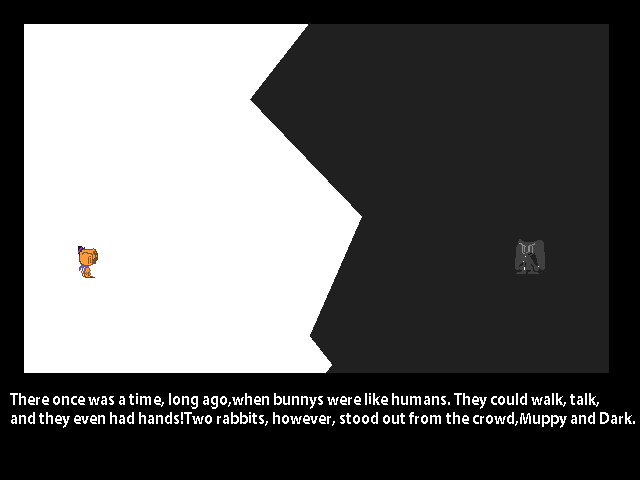 There once was a time, long ago,when bunnys were like humans. They could walk, talk,
and they even had hands!Two rabbits, however, stood out from the crowd,Muppy and Dark.